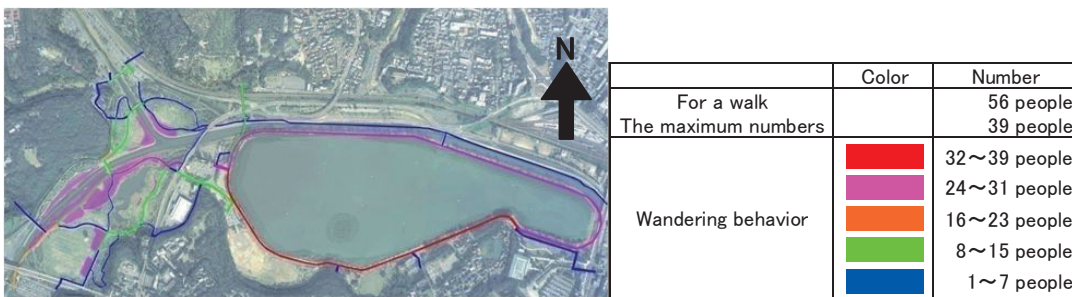 N
Color Number
For a walk 56 people
The maximum numbers 39 people
Wandering behavior
32～39 people
24～31 people
16～23 people
8～15 people
1～7 people